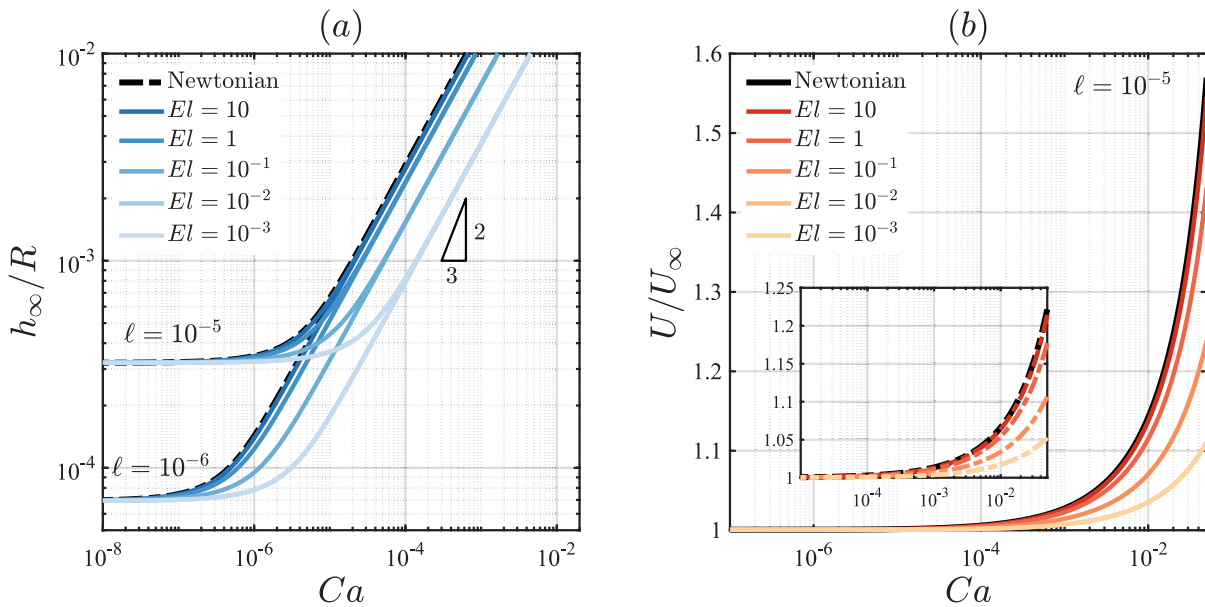 (a)
10⁻²
10⁻³
10⁻⁴
h∞/R
Newtonian
El = 10
El = 1
El = 10⁻¹
El = 10⁻²
El = 10⁻³
2
3
ℓ = 10⁻⁵
ℓ = 10⁻⁶
10⁻⁸
10⁻⁶
10⁻⁴
10⁻²
Ca
(b)
1.6
1.5
1.4
1.3
1.2
1.1
1
U/U∞
Newtonian
El = 10
El = 1
El = 10⁻¹
El = 10⁻²
El = 10⁻³
ℓ = 10⁻⁵
1.25
1.2
1.15
1.1
1.05
1
10⁻⁴
10⁻³
10⁻²
10⁻⁶
10⁻⁴
10⁻²
Ca